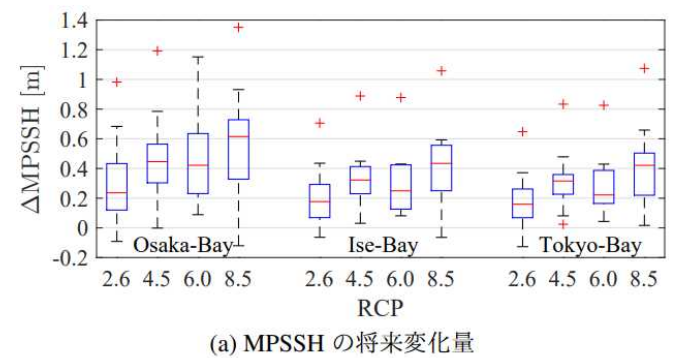 1.4
1.2
1
0.8
0.6
0.4
0.2
0
-0.2
ΔMPSSH [m]
Osaka-Bay Ise-Bay Tokyo-Bay
2.6 4.5 6.0 8.5 2.6 4.5 6.0 8.5 2.6 4.5 6.0 8.5
RCP
(a) MPSSH の将来変化量